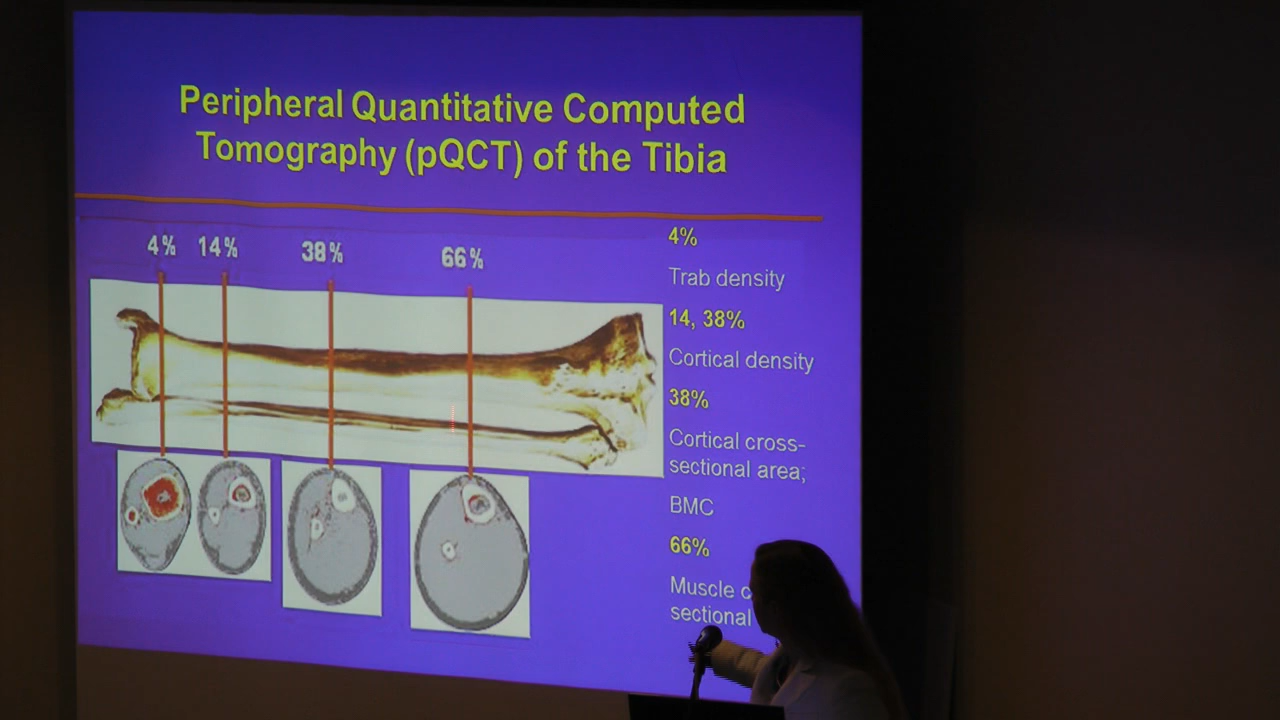 Peripheral Quantitative Computed
Tomography (pQCT) of the Tibia
4% 14% 38% 66%
4%
Trab density
14, 38%
Cortical density
38%
Cortical cross-
sectional area;
BMC
66%
Muscle
sectional